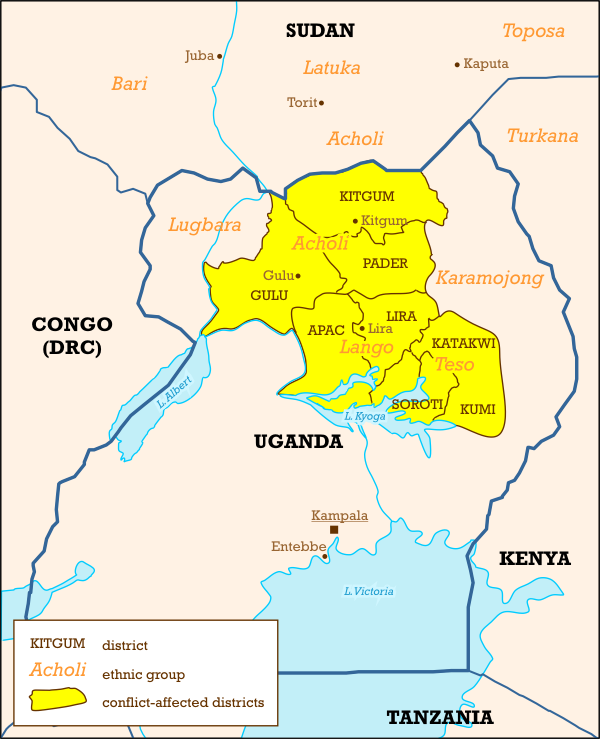 SUDAN
Toposa
Juba
Latuka
Kaputa
Bari
Torit
Acholi
Turkana
KITGUM
Kitgum
Lugbara
Acholi
PADER
Gulu
Karamojong
GULU
CONGO
(DRC)
APAC
LIRA
Lira
KATAKWI
Lango
Teso
L. Albert
SOROTI
KUMI
L. Kyoga
UGANDA
Kampala
Entebbe
KENYA
L. Victoria
KITGUM district
Acholi ethnic group
conflict-affected districts
TANZANIA